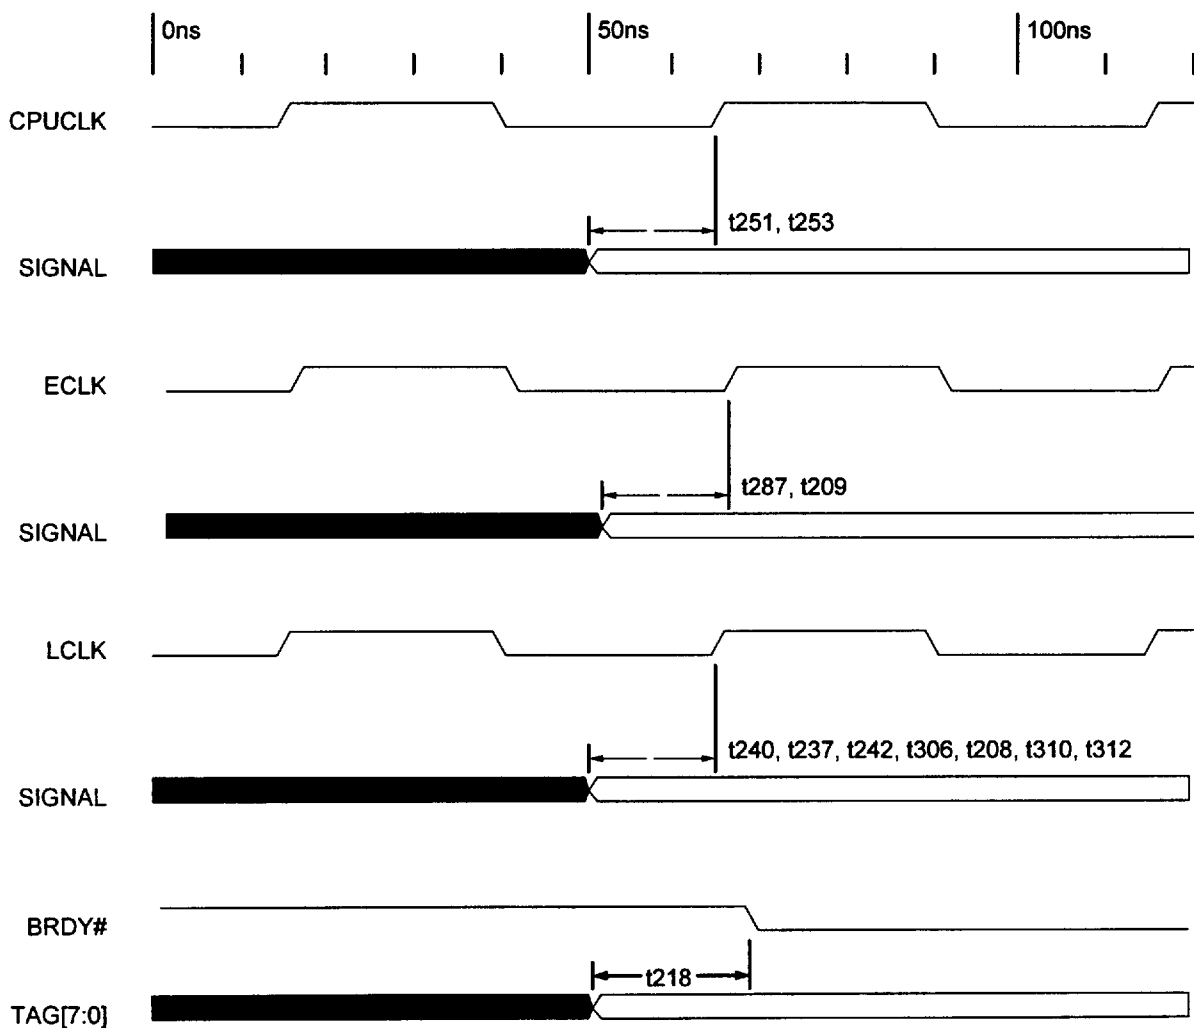 0ns 50ns 100ns
CPUCLK
t251, t253
SIGNAL
ECLK
t287, t209
SIGNAL
LCLK
t240, t237, t242, t306, t208, t310, t312
SIGNAL
BRDY#
t218
TAG[7:0]